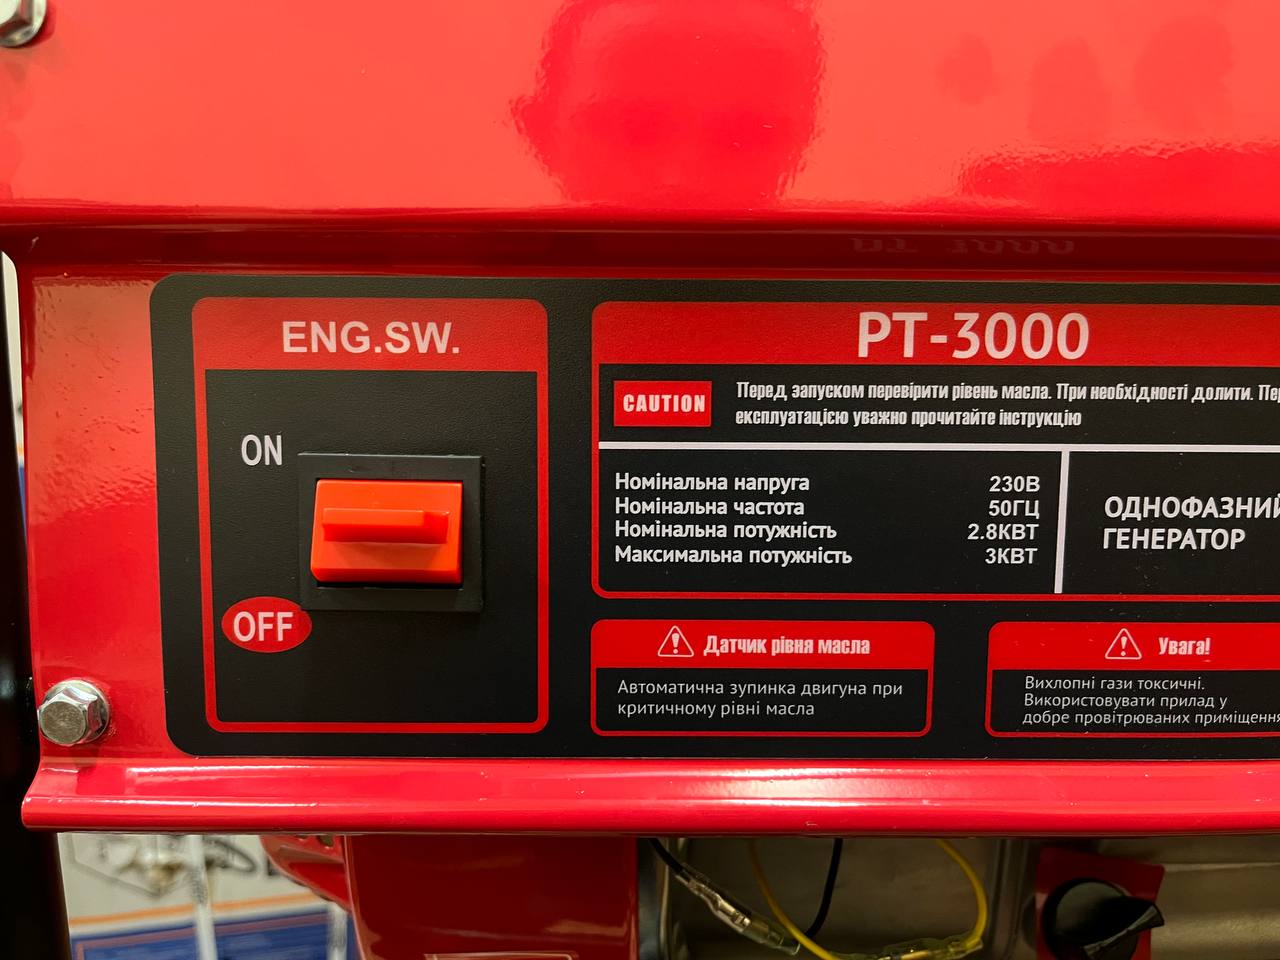 ENG.SW.
ON
OFF
PT-3000
CAUTION
Перед запуском перевірити рівень масла. При необхідності долити.
експлуатацією уважно прочитайте інструкцію
Номінальна напруга 230В
Номінальна частота 50ГЦ
Номінальна потужність 2.8КВТ
Максимальна потужність 3КВТ
ОДНОФАЗНИЙ
ГЕНЕРАТОР
Датчик рівня масла
Автоматична зупинка двигуна при
критичному рівні масла
Увага!
Вихлопні гази токсичні.
Використовувати прилад у
добре провітрюваних